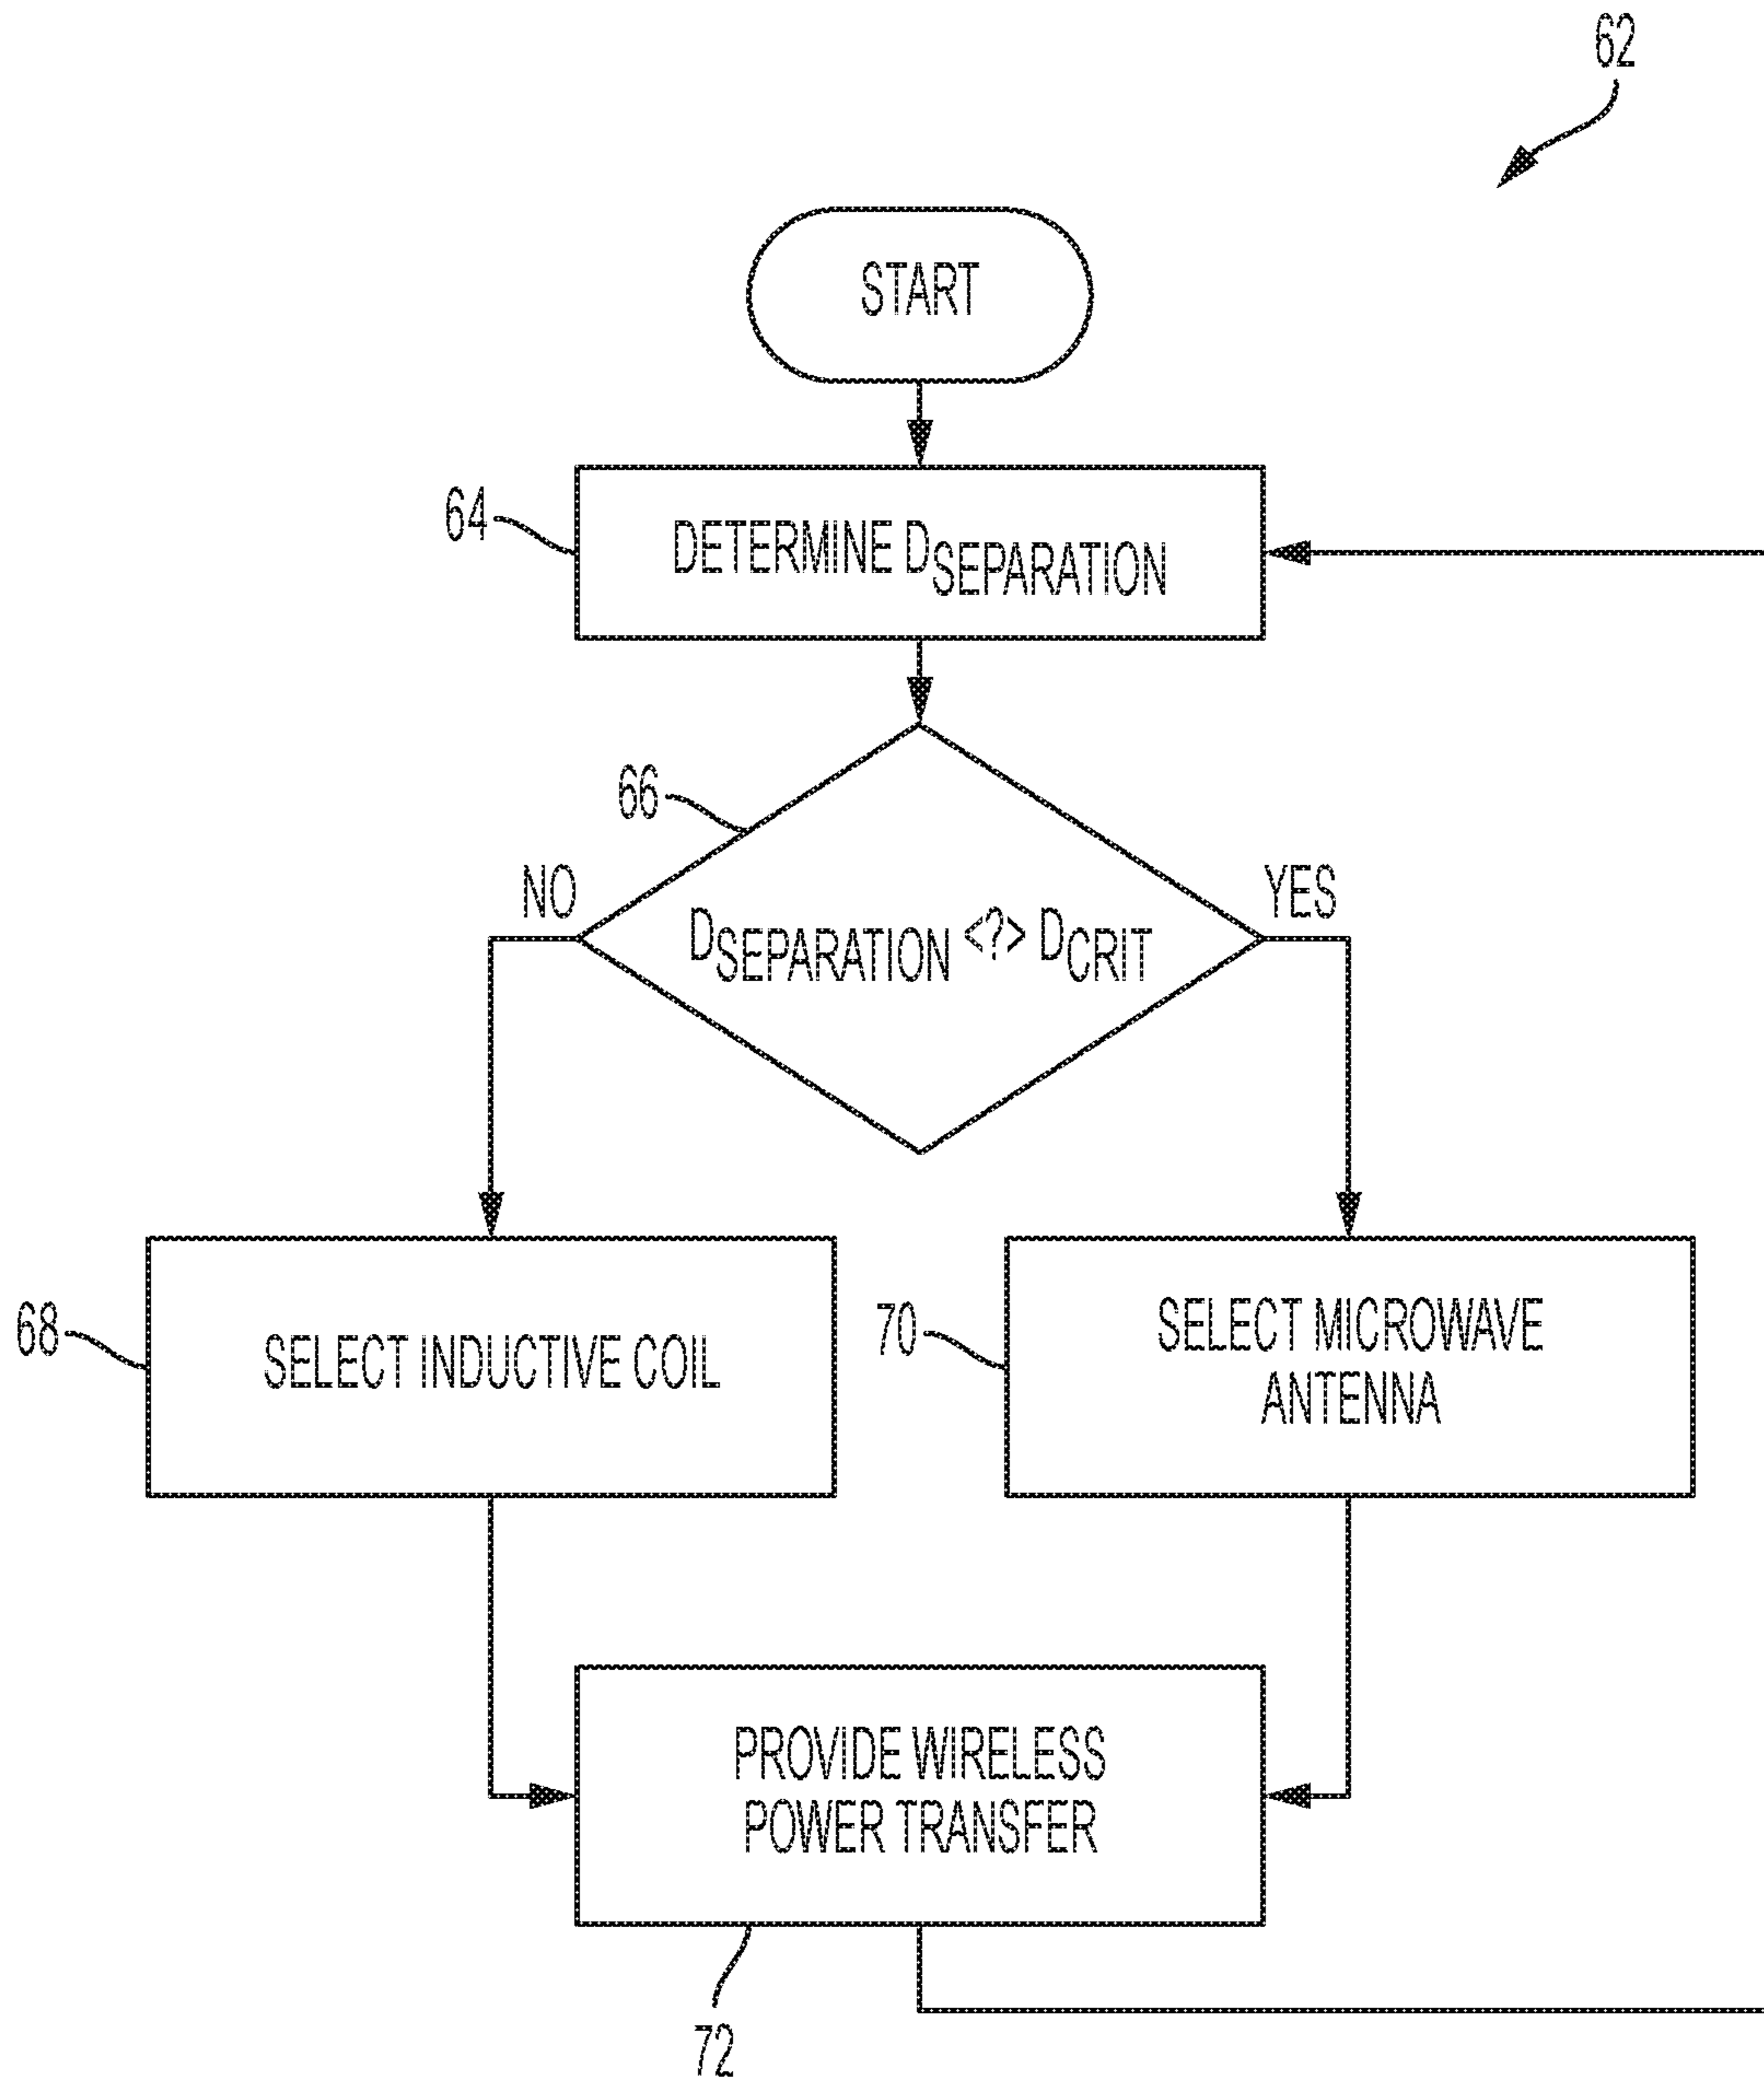 62
START
64
DETERMINE DSEPARATION
66
NO
YES
DSEPARATION <?> DCRIT
68
SELECT INDUCTIVE COIL
70
SELECT MICROWAVE
ANTENNA
PROVIDE WIRELESS
POWER TRANSFER
72